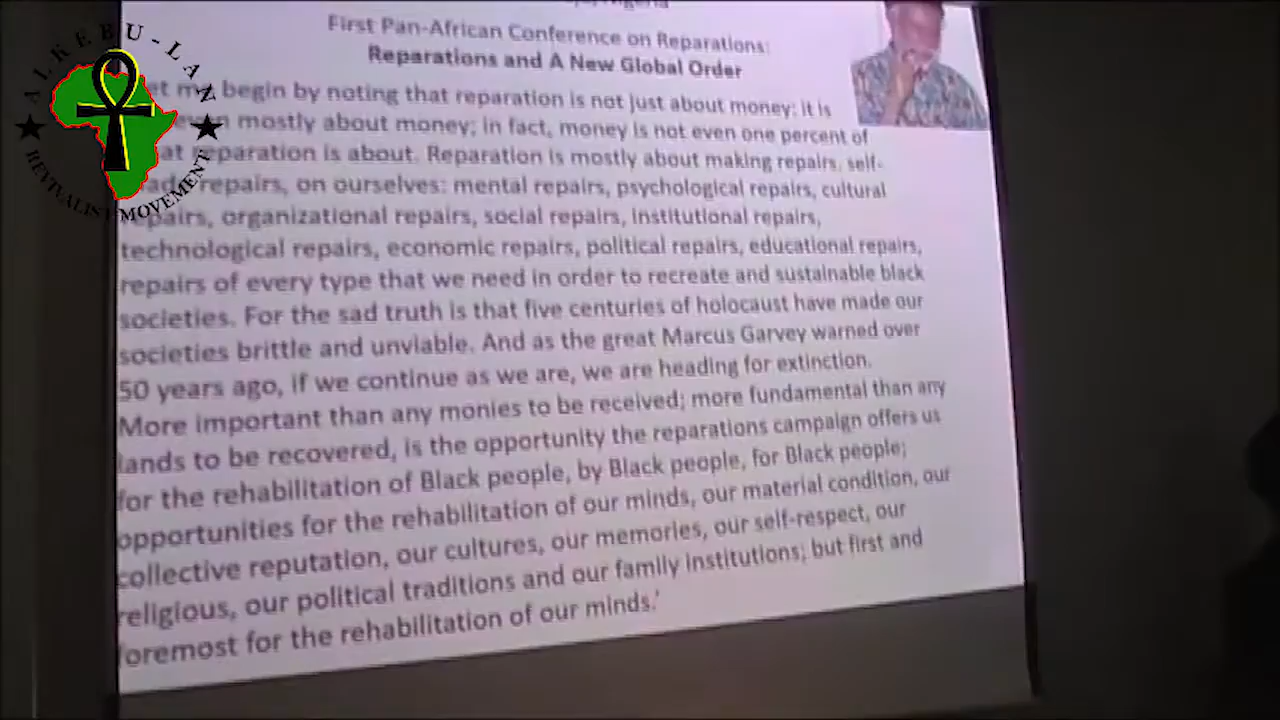 ALKEBU-LAN
REVIVALIST MOVEMENT
First Pan-African Conference on Reparations:
Reparations and A New Global Order
begin by noting that reparation is not just about money: it is
mostly about money; in fact, money is not even one percent of
reparation is about. Reparation is mostly about making repairs, self-
repairs, on ourselves: mental repairs, psychological repairs, cultural
repairs, organizational repairs, social repairs, institutional repairs,
technological repairs, economic repairs, political repairs, educational repairs,
repairs of every type that we need in order to recreate and sustainable black
societies. For the sad truth is that five centuries of holocaust have made our
societies brittle and unviable. And as the great Marcus Garvey warned over
50 years ago, if we continue as we are, we are heading for extinction.
More important than any monies to be received; more fundamental than any
lands to be recovered, is the opportunity the reparations campaign offers us
for the rehabilitation of Black people, by Black people, for Black people;
opportunities for the rehabilitation of our minds, our material condition, our
collective reputation, our cultures, our memories, our self-respect, our
religious, our political traditions and our family institutions; but first and
foremost for the rehabilitation of our minds.'